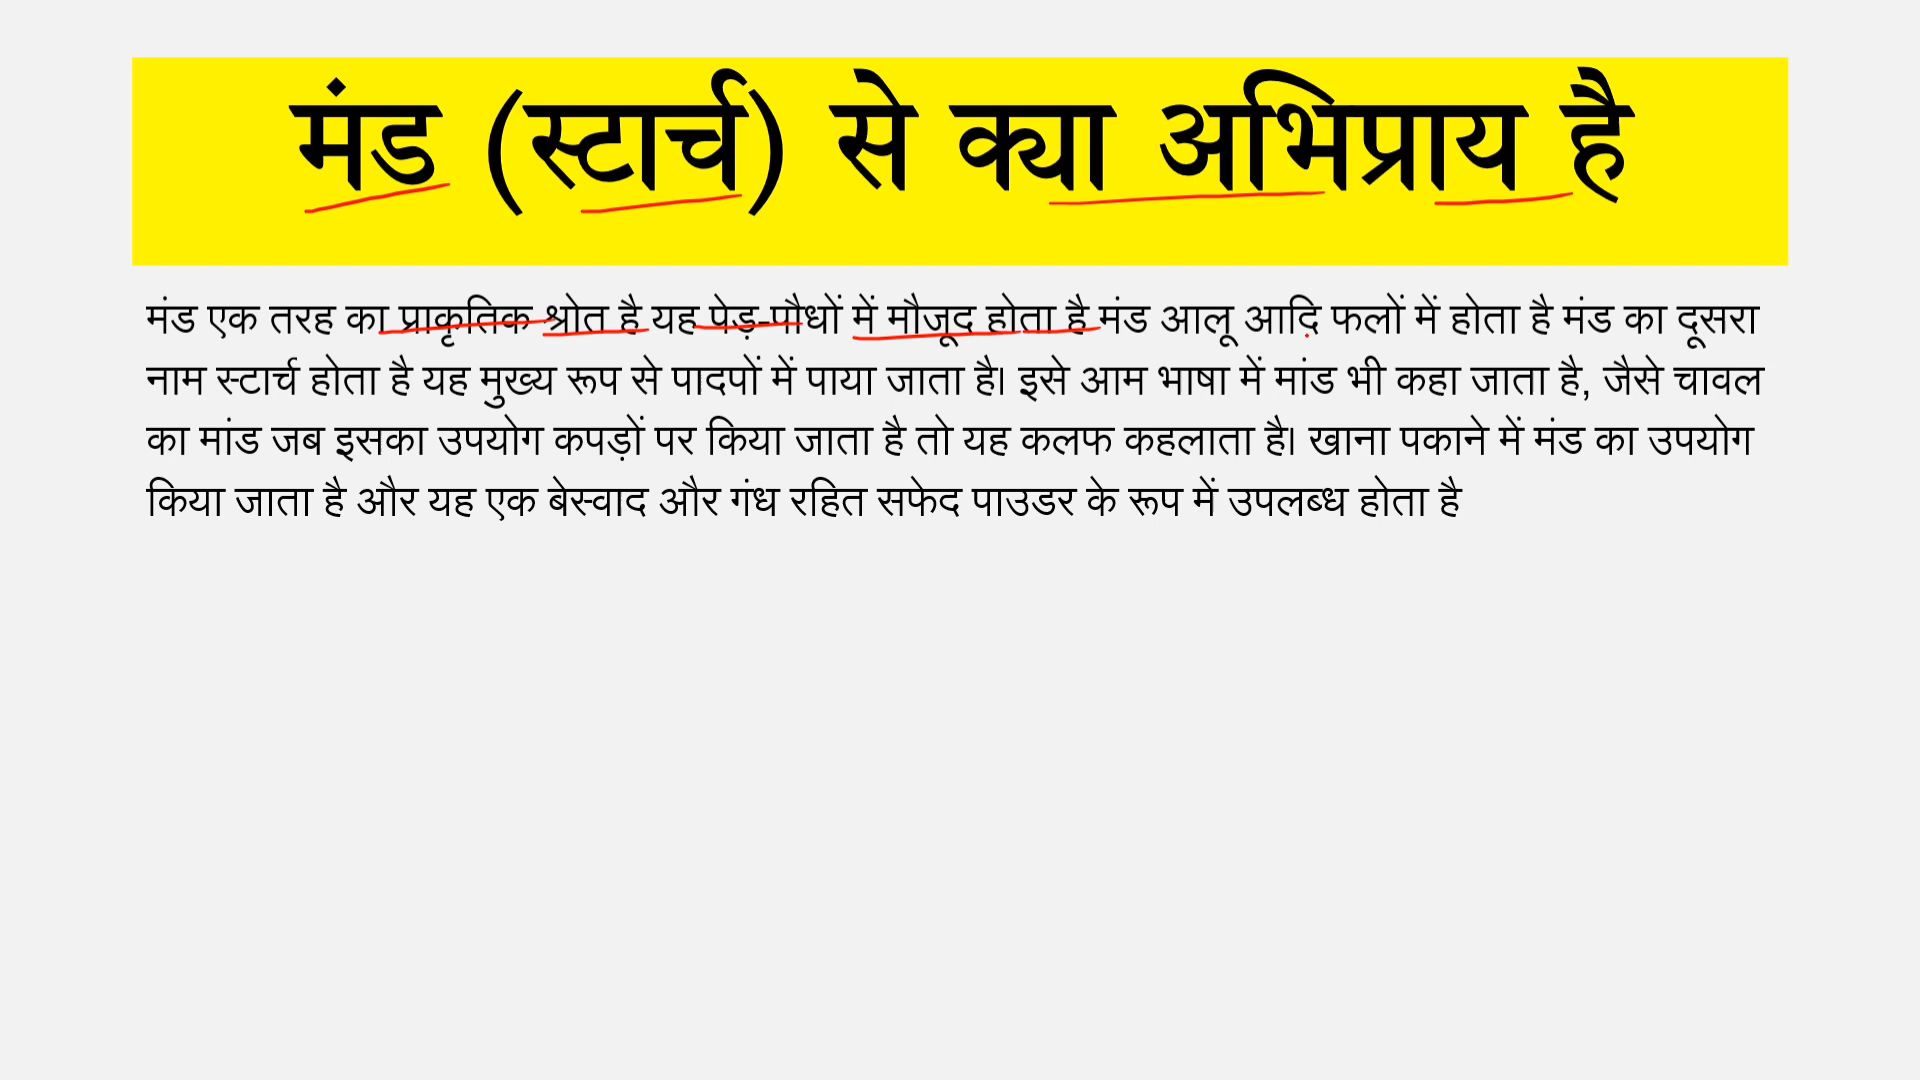 मंड (स्टार्च) से क्या अभिप्राय है
मंड एक तरह का प्राकृतिक श्रोत है यह पेड़-पौधों में मौजूद होता है मंड आलू आदि फलों में होता है मंड का दूसरा
नाम स्टार्च होता है यह मुख्य रूप से पादपों में पाया जाता है। इसे आम भाषा में मांड भी कहा जाता है, जैसे चावल
का मांड जब इसका उपयोग कपड़ों पर किया जाता है तो यह कलफ कहलाता है। खाना पकाने में मंड का उपयोग
किया जाता है और यह एक बेस्वाद और गंध रहित सफेद पाउडर के रूप में उपलब्ध होता है